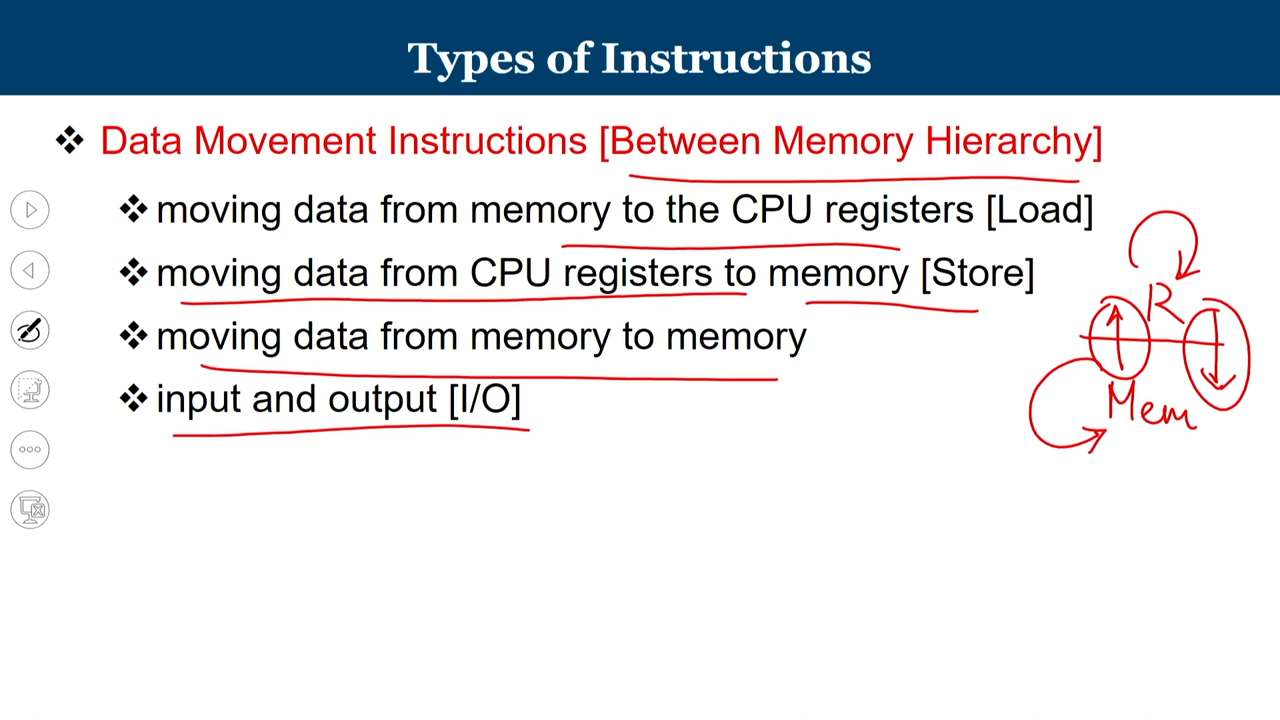 Types of Instructions
❖ Data Movement Instructions [Between Memory Hierarchy]
❖ moving data from memory to the CPU registers [Load]
❖ moving data from CPU registers to memory [Store]
❖ moving data from memory to memory
❖ input and output [I/O]
R
Mem